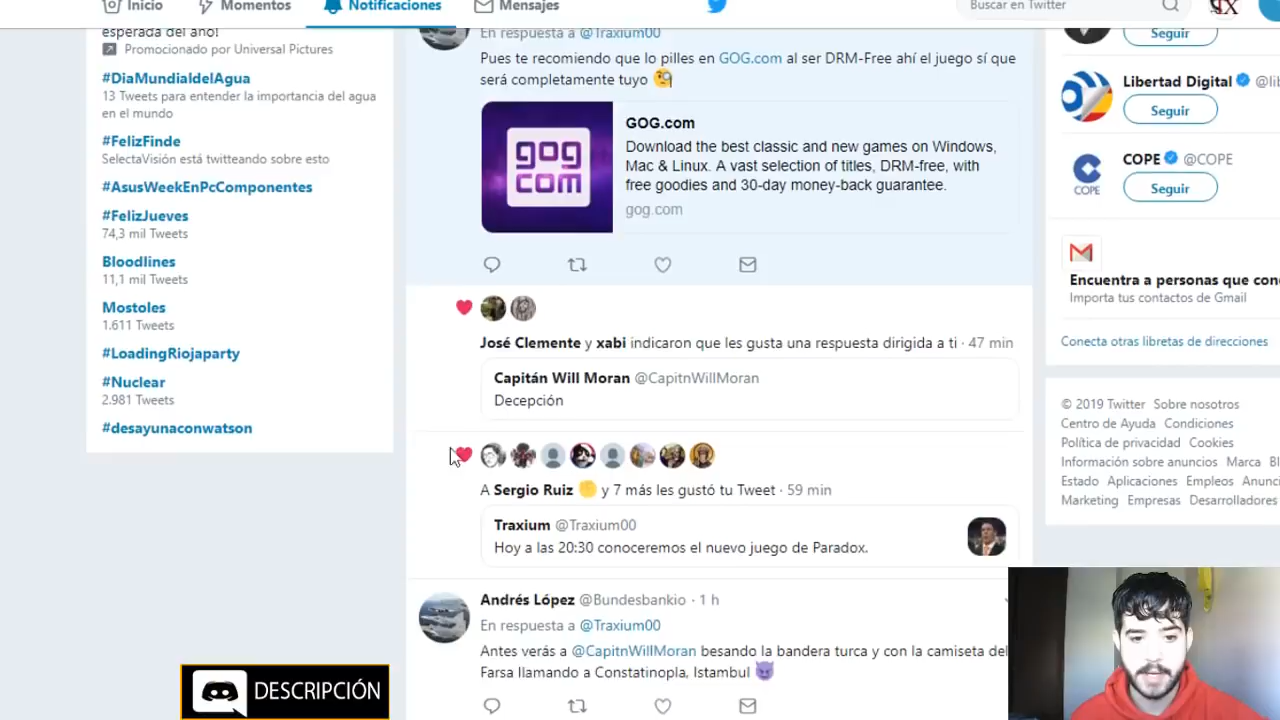 Inicio
Momentos
Notificaciones
Mensajes
Buscar en Twitter
esperada del año!
Promocionado por Universal Pictures
#DiaMundialdelAgua
13 Tweets para entender la importancia del agua
en el mundo
#FelizFinde
SelectaVisión está twitteando sobre esto
#AsusWeekEnPcComponentes
#FelizJueves
74,3 mil Tweets
Bloodlines
11,1 mil Tweets
Mostoles
1.611 Tweets
#LoadingRiojaparty
#Nuclear
2.981 Tweets
#desayunaconwatson
En respuesta a @Traxium00
Pues te recomiendo que lo pilles en GOG.com al ser DRM-Free ahí el juego sí que
será completamente tuyo
gog
com
GOG.com
Download the best classic and new games on Windows,
Mac & Linux. A vast selection of titles, DRM-free, with
free goodies and 30-day money-back guarantee.
gog.com
José Clemente y xabi indicaron que les gusta una respuesta dirigida a ti · 47 min
Capitán Will Moran @CapitnWillMoran
Decepción
A Sergio Ruiz y 7 más les gustó tu Tweet · 59 min
Traxium @Traxium00
Hoy a las 20:30 conoceremos el nuevo juego de Paradox.
Andrés López @Bundesbankio · 1 h
En respuesta a @Traxium00
Antes verás a @CapitnWillMoran besando la bandera turca y con la camiseta del
Farsa llamando a Constatinopla, Istambul
Seguir
Libertad Digital @lib
Seguir
COPE @COPE
COPE
Seguir
Encuentra a personas que cono
Importa tus contactos de Gmail
Conecta otras libretas de direcciones
© 2019 Twitter Sobre nosotros
Centro de Ayuda Condiciones
Política de privacidad Cookies
Información sobre anuncios Marca Bl
Estado Aplicaciones Empleos Anunci
Marketing Empresas Desarrolladores
DESCRIPCIÓN